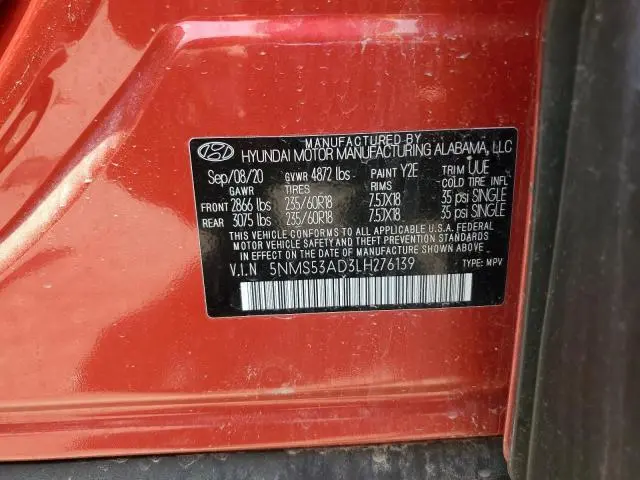 MANUFACTURED BY
HYUNDAI MOTOR MANUFACTURING ALABAMA, LLC
Sep/08/20 GVWR 4872 lbs PAINT Y2E TRIM UUE
GAWR TIRES RIMS COLD TIRE INFL
FRONT 2866 lbs 235/60R18 7.5JX18 35 psi SINGLE
REAR 3075 lbs 235/60R18 7.5JX18 35 psi SINGLE
THIS VEHICLE CONFORMS TO ALL APPLICABLE U.S.A. FEDERAL
MOTOR VEHICLE SAFETY, BUMPER, AND THEFT PREVENTION
STANDARDS IN EFFECT ON THE DATE OF MANUFACTURE SHOWN ABOVE.
V.I.N 5NMS53AD3LH276139 TYPE: MPV